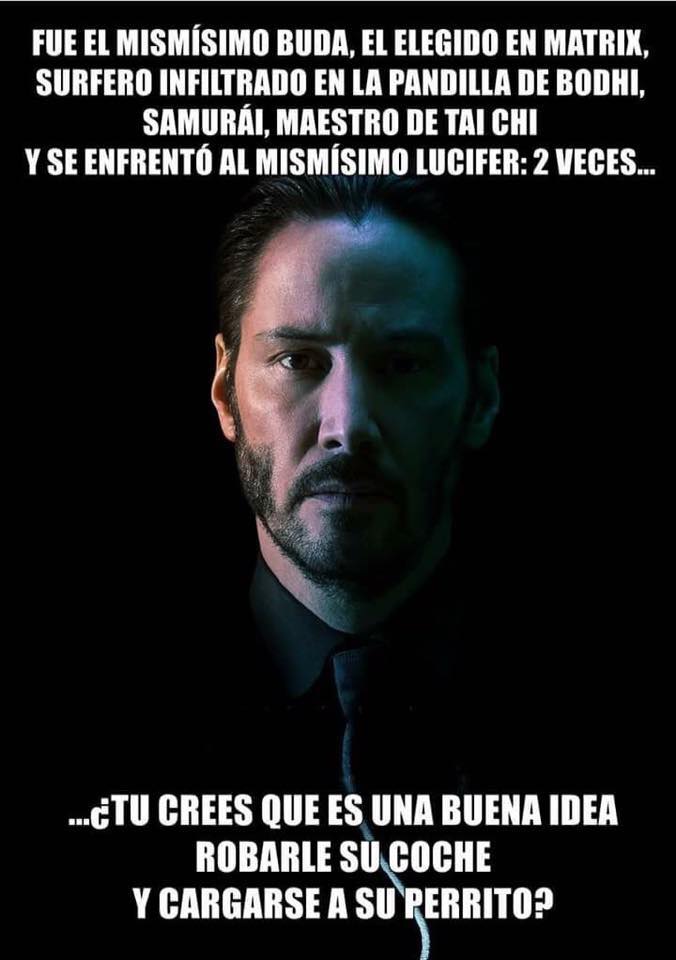 FUE EL MISMÍSIMO BUDA, EL ELEGIDO EN MATRIX,
SURFERO INFILTRADO EN LA PANDILLA DE BODHI,
SAMURÁI, MAESTRO DE TAI CHI
Y SE ENFRENTÓ AL MISMÍSIMO LUCIFER: 2 VECES...
...¿TU CREES QUE ES UNA BUENA IDEA
ROBARLE SU COCHE
Y CARGARSE A SU PERRITO?